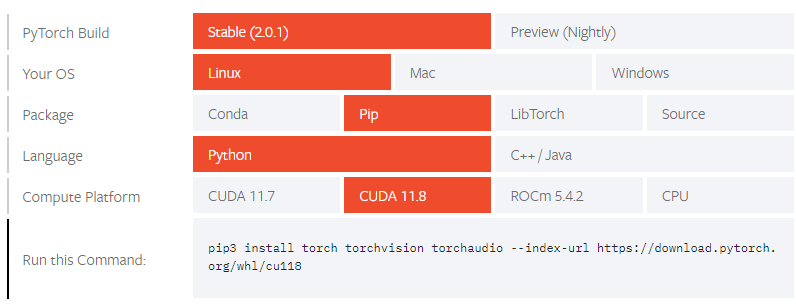 PyTorch Build Stable (2.0.1) Preview (Nightly)
Your OS Linux Mac Windows
Package Conda Pip LibTorch Source
Language Python C++ / Java
Compute Platform CUDA 11.7 CUDA 11.8 ROCm 5.4.2 CPU
Run this Command: pip3 install torch torchvision torchaudio --index-url https://download.pytorch.
org/whl/cu118